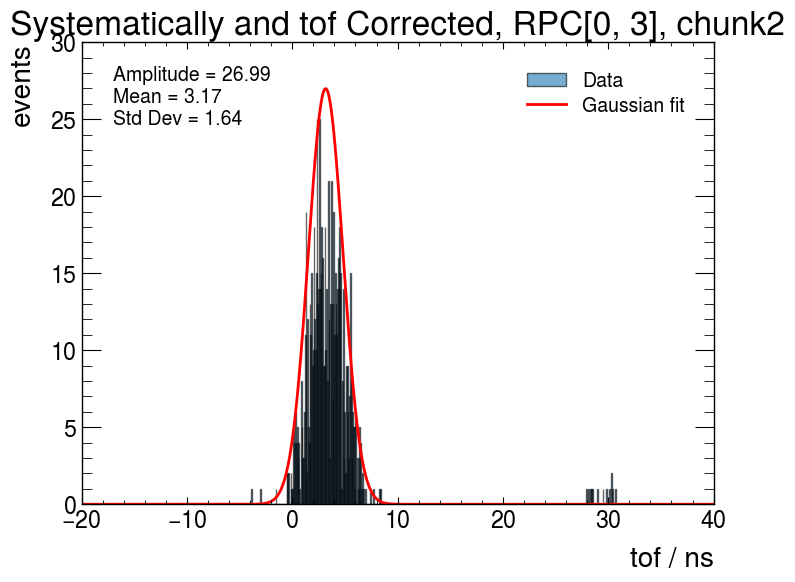 Systematically and tof Corrected, RPC[0, 3], chunk2
events
30
25
20
15
10
5
0
Amplitude = 26.99
Mean = 3.17
Std Dev = 1.64
Data
Gaussian fit
−20
−10
0
10
20
30
40
tof / ns